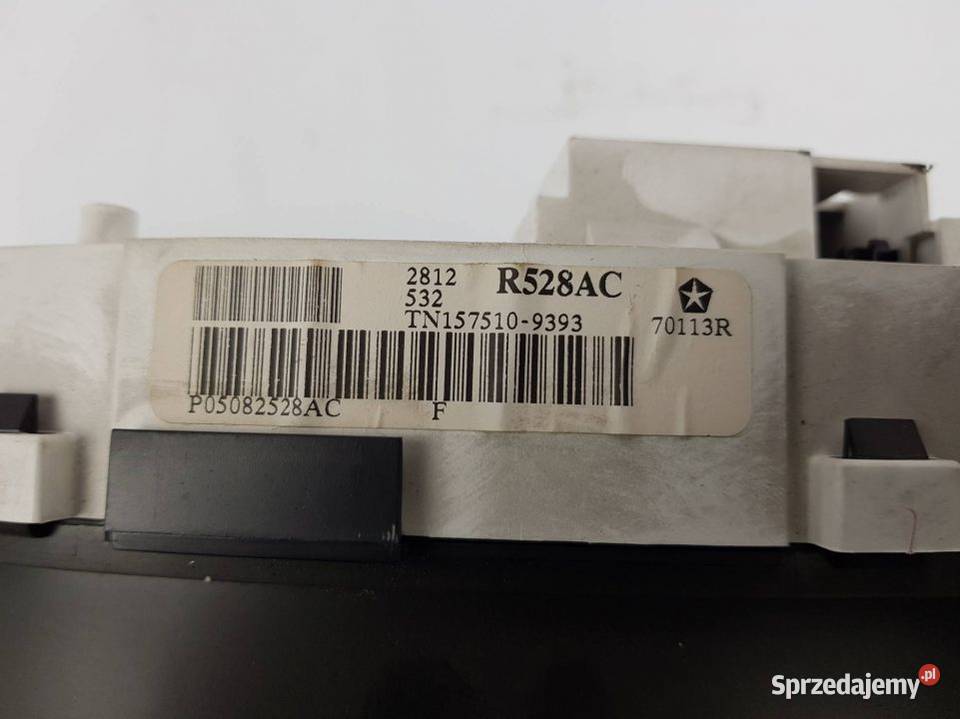 2812 R528AC
532
TN157510-9393 70113R
P05082528AC F
Sprzedajemy.pl